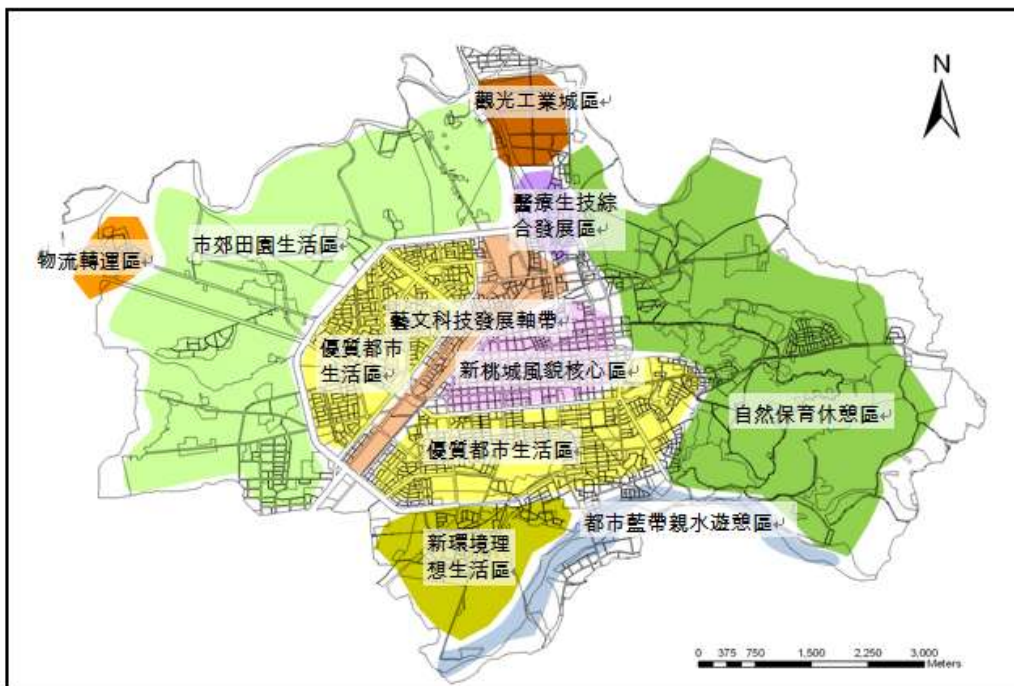 N
觀光工業城區↵
醫療生技綜
合發展區↵
市郊田園生活區↵
物流轉運區↵
藝文科技發展軸帶↵
優質都市
生活區↵
新桃城風貌核心區↵
自然保育休憩區↵
優質都市生活區↵
都市藍帶親水遊憩區↵
新環境理
想生活區↵
0 375 750 1,500 2,250 3,000
Meters